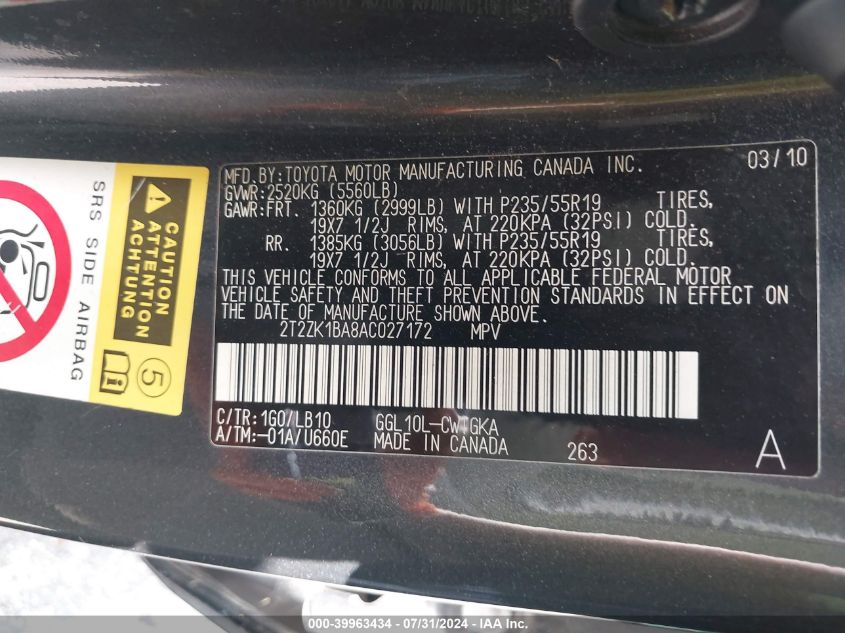 MFD.BY:TOYOTA MOTOR MANUFACTURING CANADA INC. 03/10
GVWR:2520KG (5560LB)
GAWR:FRT. 1360KG (2999LB) WITH P235/55R19 TIRES,
19X7 1/2J RIMS, AT 220KPA (32PSI) COLD.
RR. 1385KG (3056LB) WITH P235/55R19 TIRES,
19X7 1/2J RIMS, AT 220KPA (32PSI) COLD.
THIS VEHICLE CONFORMS TO ALL APPLICABLE FEDERAL MOTOR
VEHICLE SAFETY AND THEFT PREVENTION STANDARDS IN EFFECT ON
THE DATE OF MANUFACTURE SHOWN ABOVE.
2T2ZK1BA8AC027172 MPV
C/TR:1G0/LB10 GGL10L-CWTGKA
A/TM:-01A/U660E MADE IN CANADA 263 A
SRS SIDE AIRBAG
CAUTION
ATTENTION
ACHTUNG
i 5
000-39963434 / 07/31/2024 - IAA Inc.